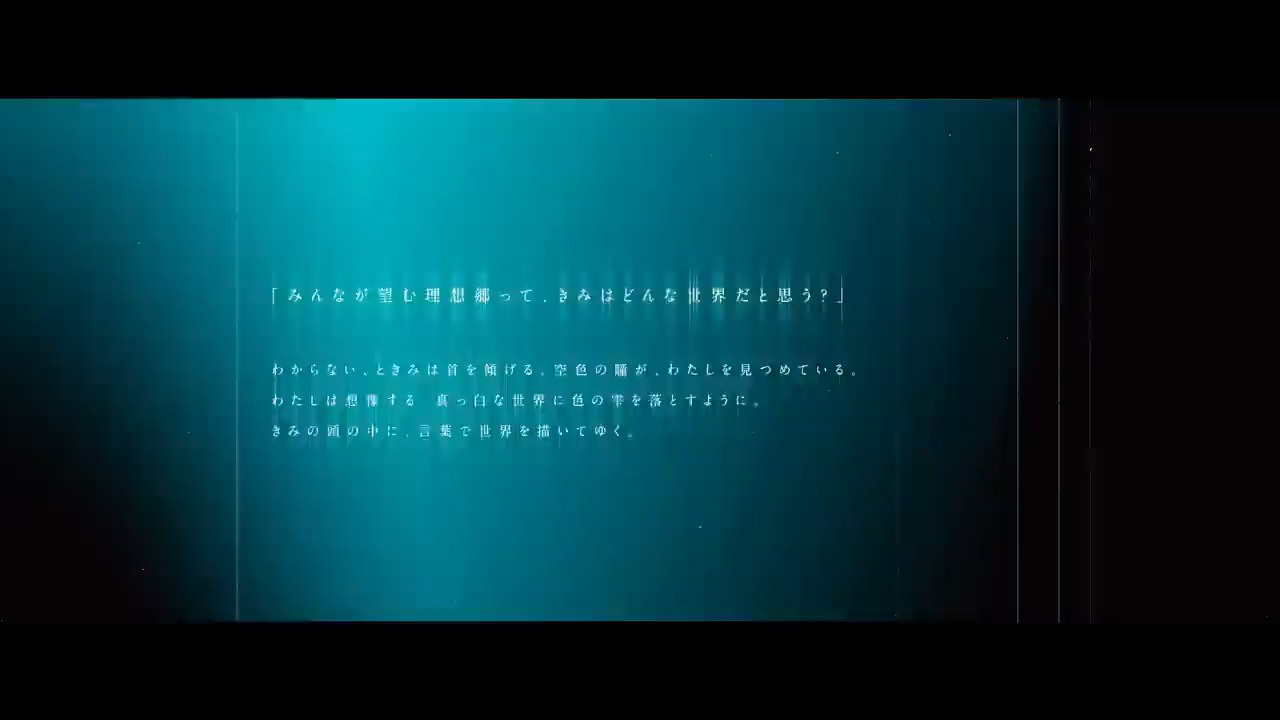 「みんなが望む理想郷って、きみはどんな世界だと思う？」
わからない、ときみは首を傾げる。空色の瞳が、わたしを見つめている。
わたしは想像する　真っ白な世界に色の雫を落とすように。
きみの頭の中に、言葉で世界を描いてゆく。